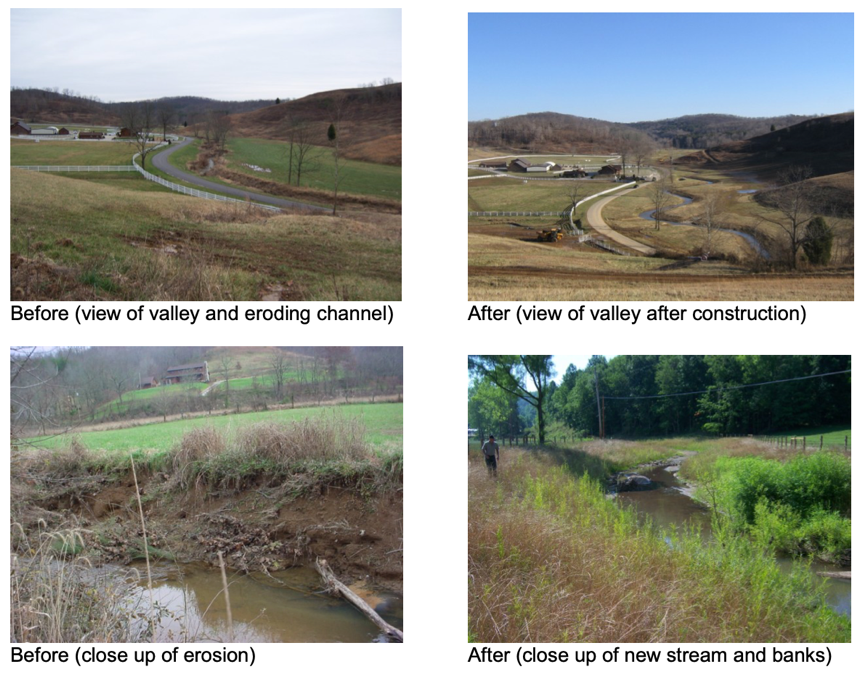 Before (view of valley and eroding channel)
After (view of valley after construction)
Before (close up of erosion)
After (close up of new stream and banks)